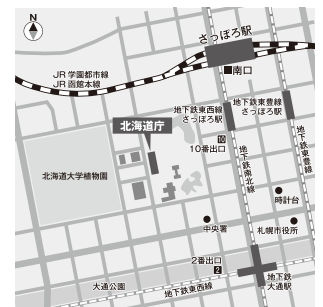 N
さっぽろ駅
南口
JR 学園都市線
JR 函館本線
地下鉄東西線
さっぽろ駅
地下鉄東豊線
さっぽろ駅
北海道庁
10
10番出口
地下鉄南北線
地下鉄東豊線
北海道大学植物園
時計台
中央署
札幌市役所
2番出口
2
大通公園
地下鉄東西線
地下鉄
大通駅